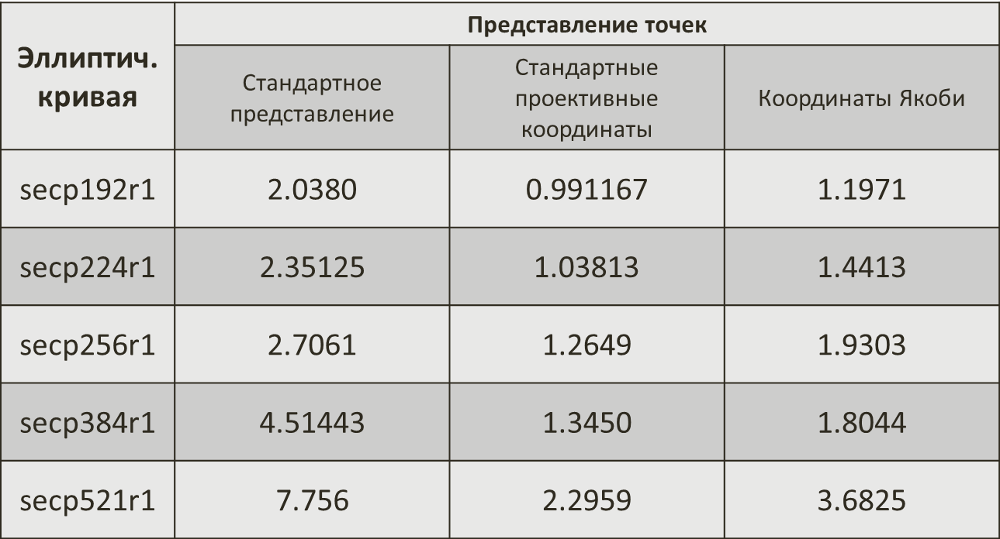 Эллиптич.
кривая
Представление точек
Стандартное
представление
Стандартные
проективные
координаты
Координаты Якоби
secp192r1 2.0380 0.991167 1.1971
secp224r1 2.35125 1.03813 1.4413
secp256r1 2.7061 1.2649 1.9303
secp384r1 4.51443 1.3450 1.8044
secp521r1 7.756 2.2959 3.6825